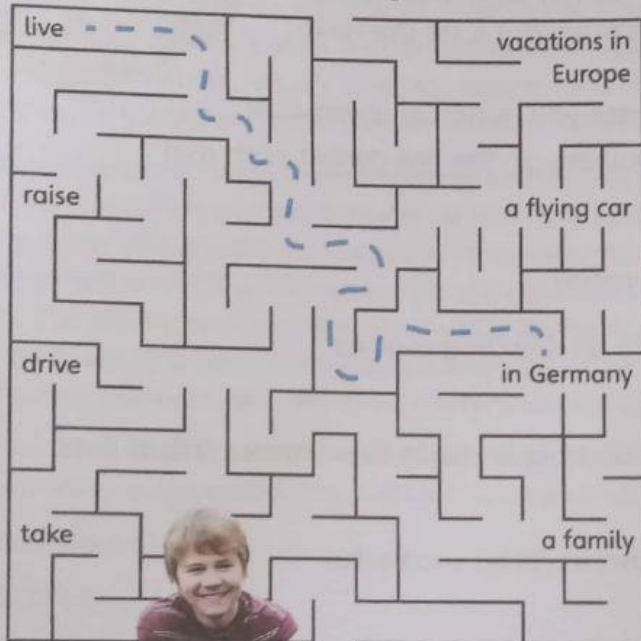 live
vacations in
Europe
raise
a flying car
drive
in Germany
take
a family